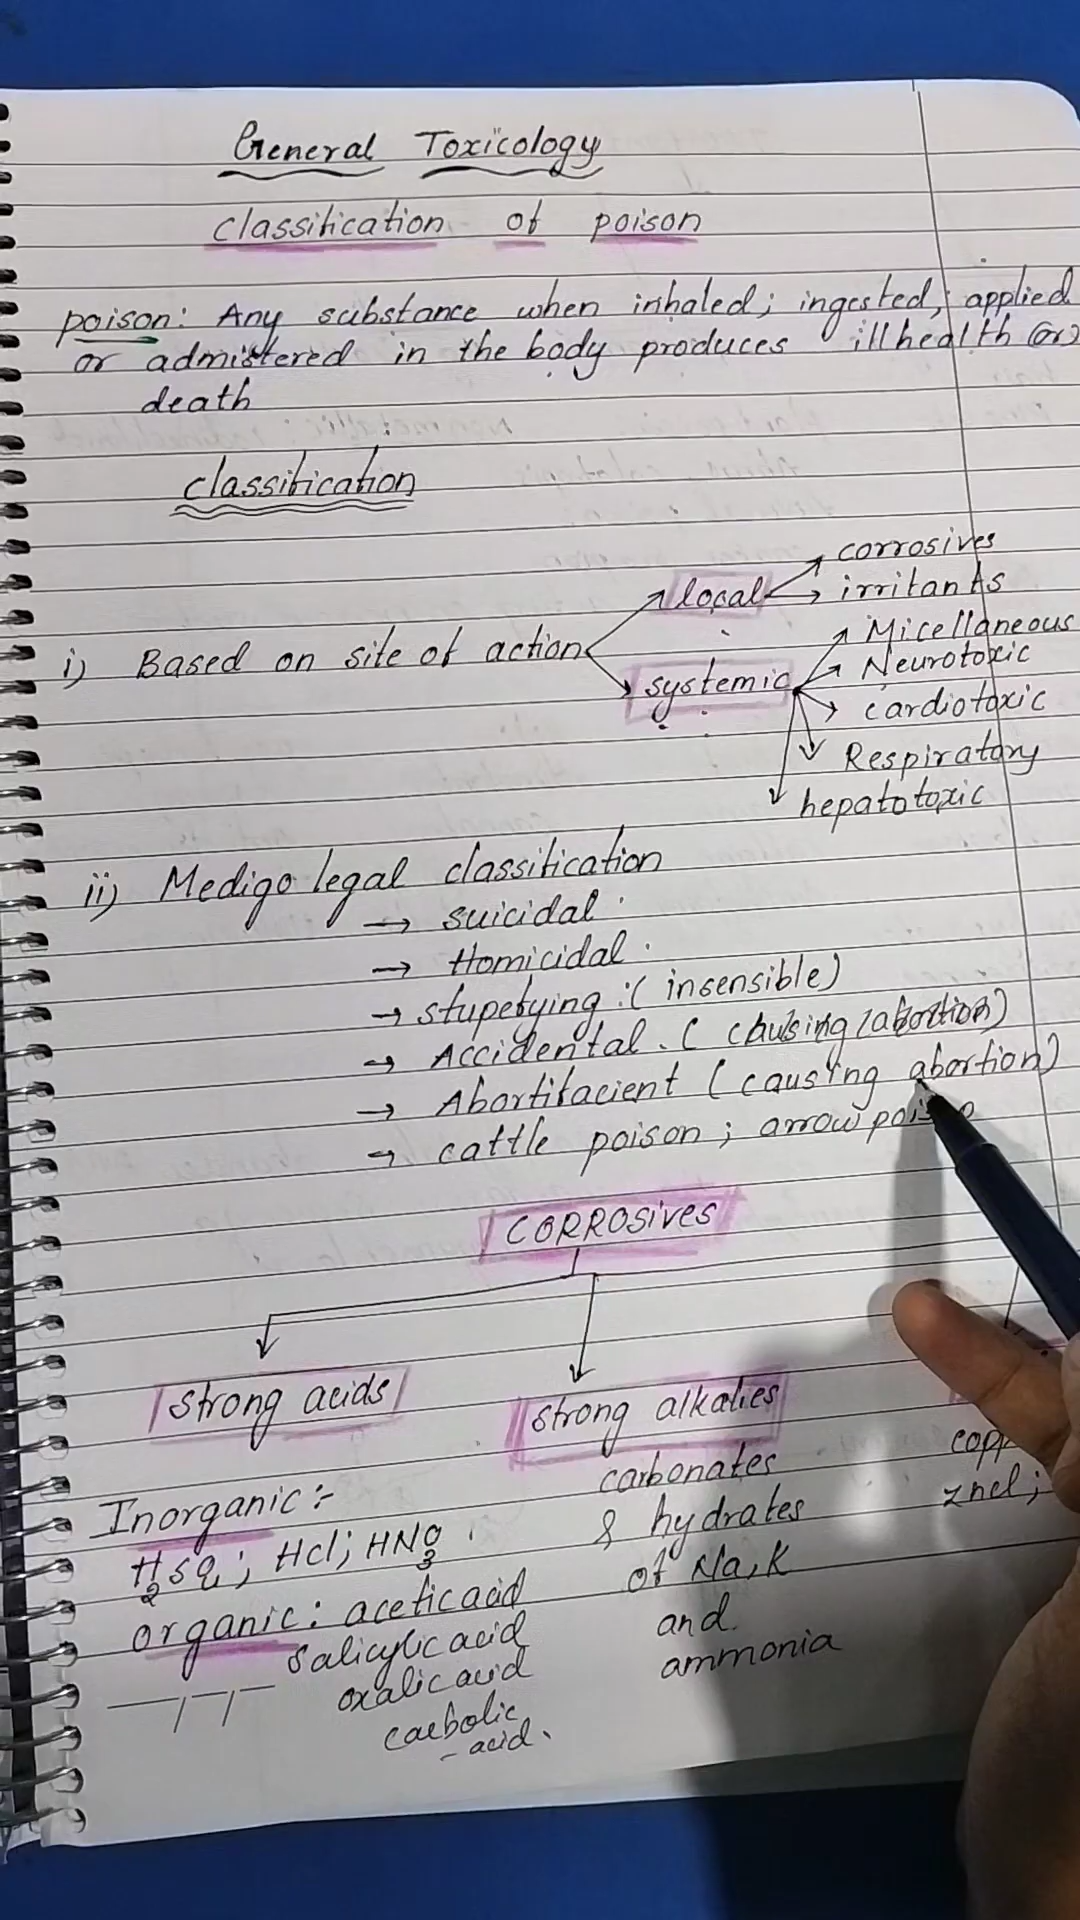 General Toxicology
classification of poison
poison: Any substance when inhaled; ingested; applied
or admistered in the body produces illhealth (or)
death
classification
i) Based on site of action
local
corrosives
irritants
systemic
Micellaneous
Neurotoxic
cardiotoxic
Respiratory
hepatotoxic
ii) Medigo legal classification
→ suicidal
→ Homicidal
→ stupefying: (insensible)
→ Accidental. (causing abortion)
→ Abortifacient (causing abortion)
→ cattle poison; arrow poison
CORROSIVES
strong acids
strong alkalies
Inorganic:-
H2SO4; HCl; HNO3
organic: acetic acid
salicylic acid
oxalic acid
carbolic
- acid.
carbonates
& hydrates
of Na, K
and
ammonia
zncl;